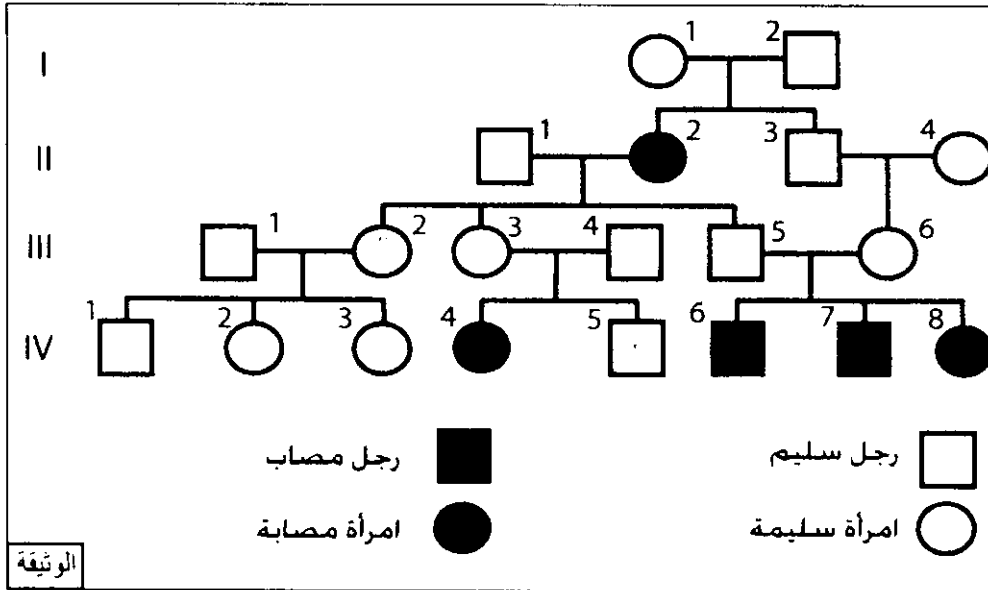 I
1 2
II
1 2 3 4
III
1 2 3 4 5 6
IV
1 2 3 4 5 6 7 8
رجل سليم
رجل مصاب
امرأة سليمة
امرأة مصابة
الوثيقة